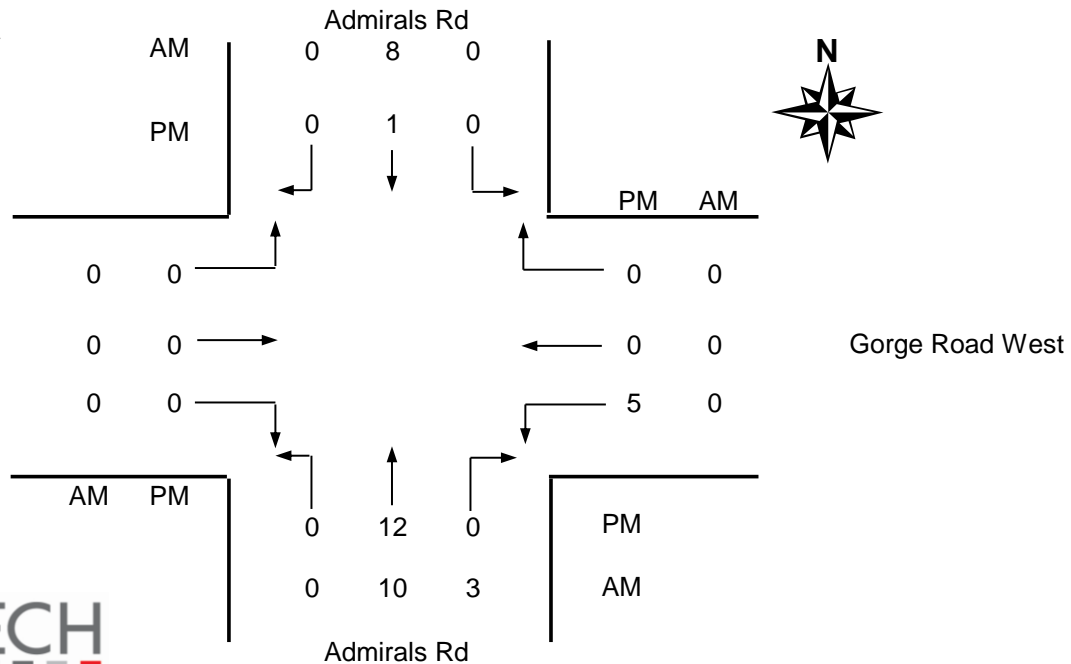 Admirals Rd
AM 0 8 0
N
PM 0 1 0
PM AM
0 0 0 0
0 0 0 0 Gorge Road West
0 0 5 0
AM PM
0 12 0 PM
0 10 3 AM
ECH
Admirals Rd